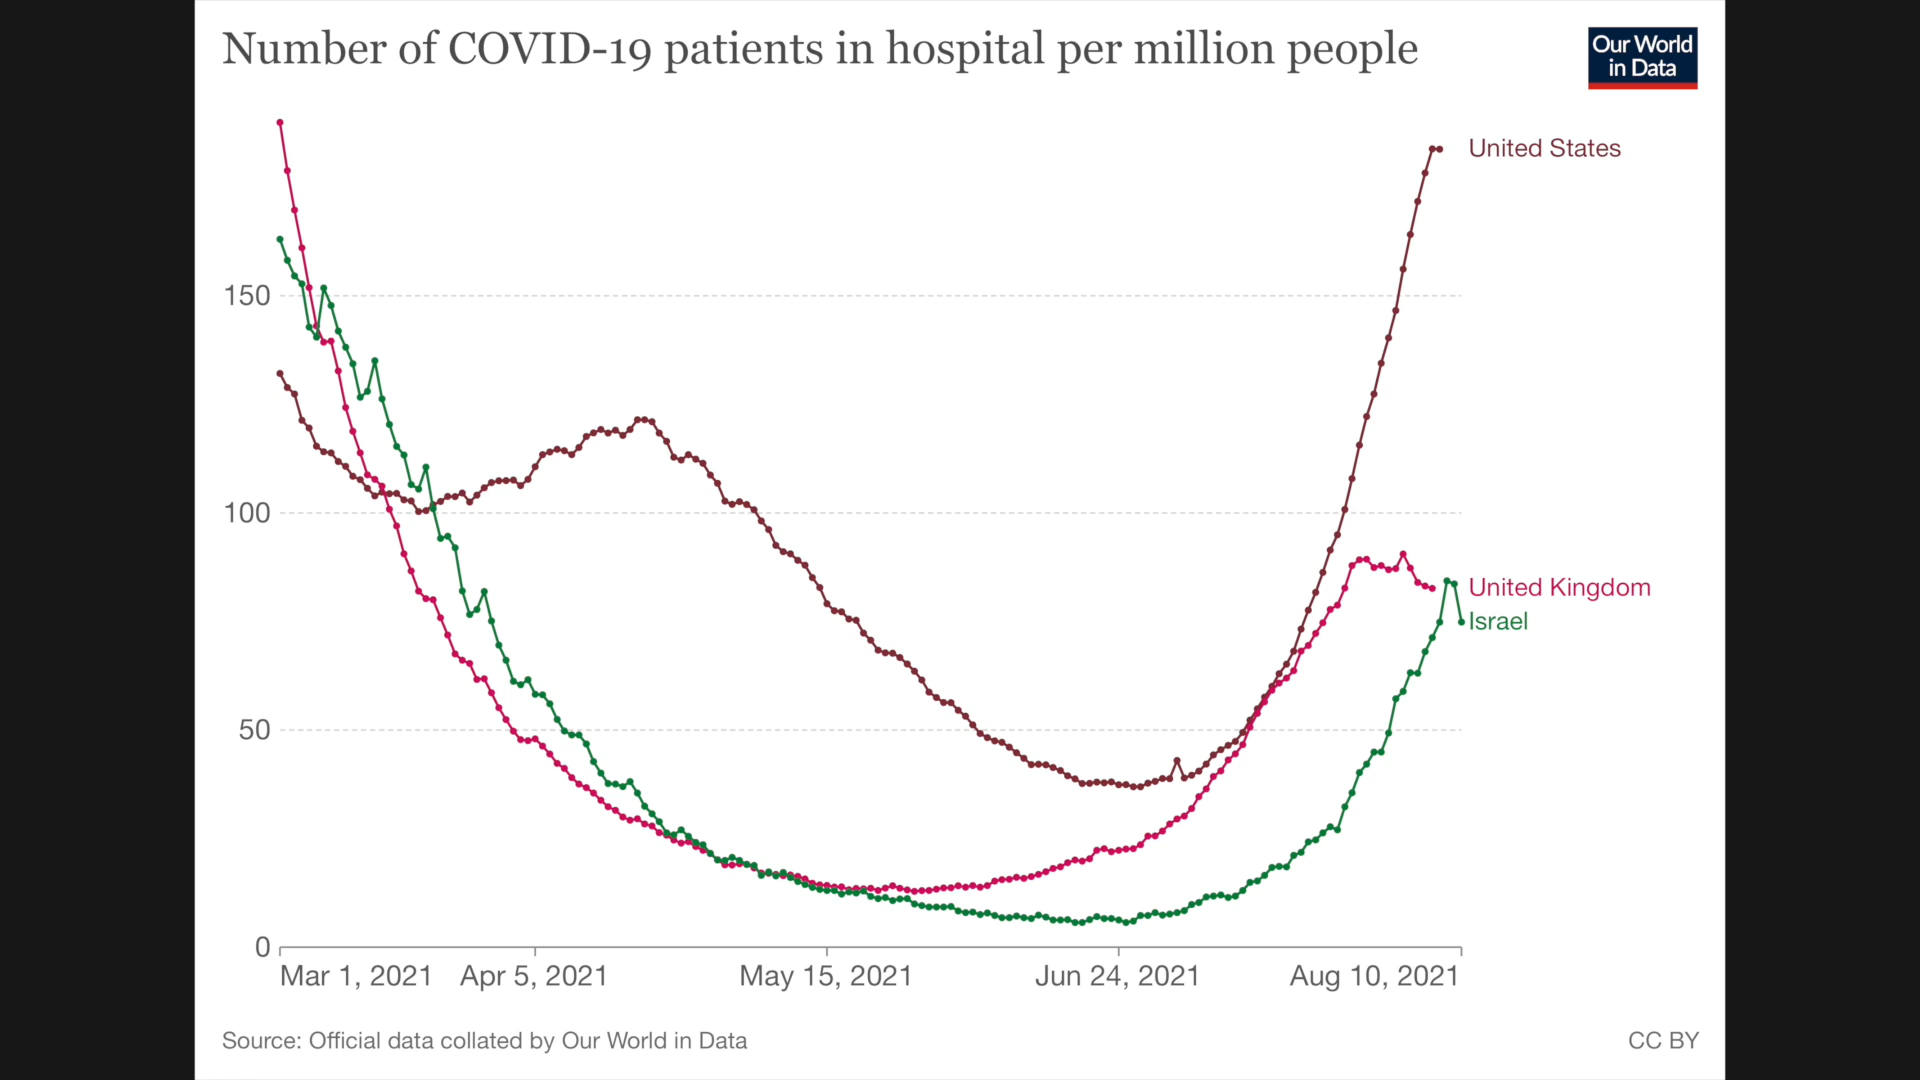 Number of COVID-19 patients in hospital per million people
Our World
in Data
United States
150
100
United Kingdom
Israel
50
0
Mar 1, 2021 Apr 5, 2021 May 15, 2021 Jun 24, 2021 Aug 10, 2021
Source: Official data collated by Our World in Data CC BY